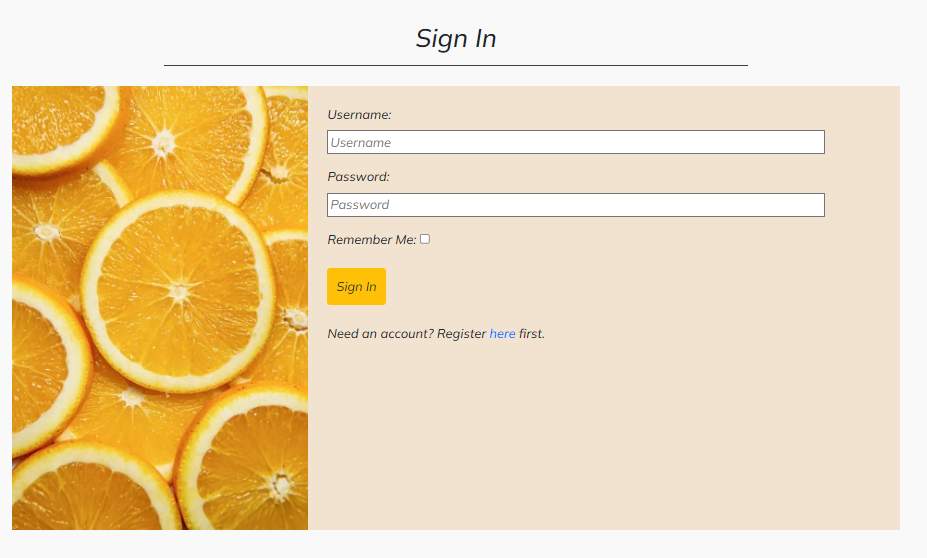 Sign In
Username:
Username
Password:
Password
Remember Me:
Sign In
Need an account? Register here first.